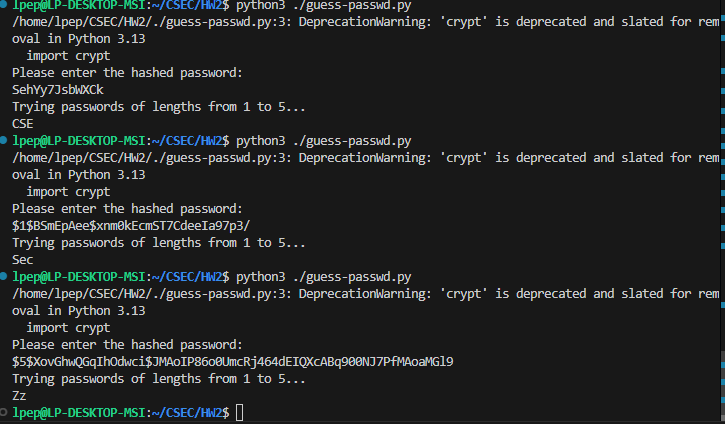 lpep@LP-DESKTOP-MSI:~/CSEC/HW2$ python3 ./guess-passwd.py
/home/lpep/CSEC/HW2/./guess-passwd.py:3: DeprecationWarning: 'crypt' is deprecated and slated for rem
oval in Python 3.13
  import crypt
Please enter the hashed password:
SehYy7JsbWXCk
Trying passwords of lengths from 1 to 5...
CSE
lpep@LP-DESKTOP-MSI:~/CSEC/HW2$ python3 ./guess-passwd.py
/home/lpep/CSEC/HW2/./guess-passwd.py:3: DeprecationWarning: 'crypt' is deprecated and slated for rem
oval in Python 3.13
  import crypt
Please enter the hashed password:
$1$BSmEpAee$xnm0kEcmST7CdeeIa97p3/
Trying passwords of lengths from 1 to 5...
Sec
lpep@LP-DESKTOP-MSI:~/CSEC/HW2$ python3 ./guess-passwd.py
/home/lpep/CSEC/HW2/./guess-passwd.py:3: DeprecationWarning: 'crypt' is deprecated and slated for rem
oval in Python 3.13
  import crypt
Please enter the hashed password:
$5$XovGhwQGqIhOdwci$JMAoIP86o0UmcRj464dEIQXcABq900NJ7PfMAoaMGl9
Trying passwords of lengths from 1 to 5...
Zz
lpep@LP-DESKTOP-MSI:~/CSEC/HW2$